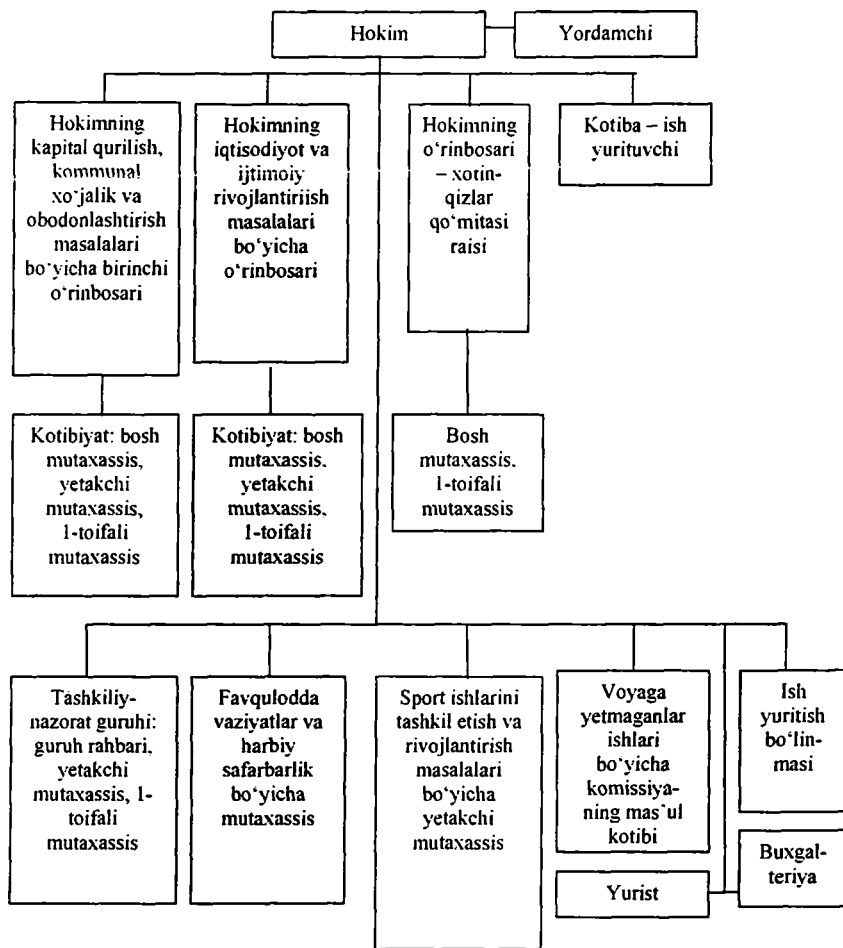 Hokim
Yordamchi
Hokimning
kapital qurilish,
kommunal
xo'jalik va
obodonlashtirish
masalalari
bo'yicha birinchi
o'rinbosari
Hokimning
iqtisodiyot va
ijtimoiy
rivojlantiriish
masalalari
bo'yicha
o'rinbosari
Hokimning
o'rinbosari
– xotin-
qizlar
qo'mitasi
raisi
Kotiba – ish
yurituvchi
Kotibiyat: bosh
mutaxassis,
yetakchi
mutaxassis,
1-toifali
mutaxassis
Kotibiyat: bosh
mutaxassis,
yetakchi
mutaxassis,
1-toifali
mutaxassis
Bosh
mutaxassis,
1-toifali
mutaxassis
Tashkiliy-
nazorat guruhi:
guruh rahbari,
yetakchi
mutaxassis, 1-
toifali
mutaxassis
Favqulodda
vaziyatlar va
harbiy
safarbarlik
bo'yicha
mutaxassis
Sport ishlarini
tashkil etish va
rivojlantirish
masalalari
bo'yicha
yetakchi
mutaxassis
Voyaga
yetmaganlar
ishlari
bo'yicha
komissiya-
ning mas'ul
kotibi
Ish
yuritish
bo'lin-
masi
Yurist
Buxgal-
teriya